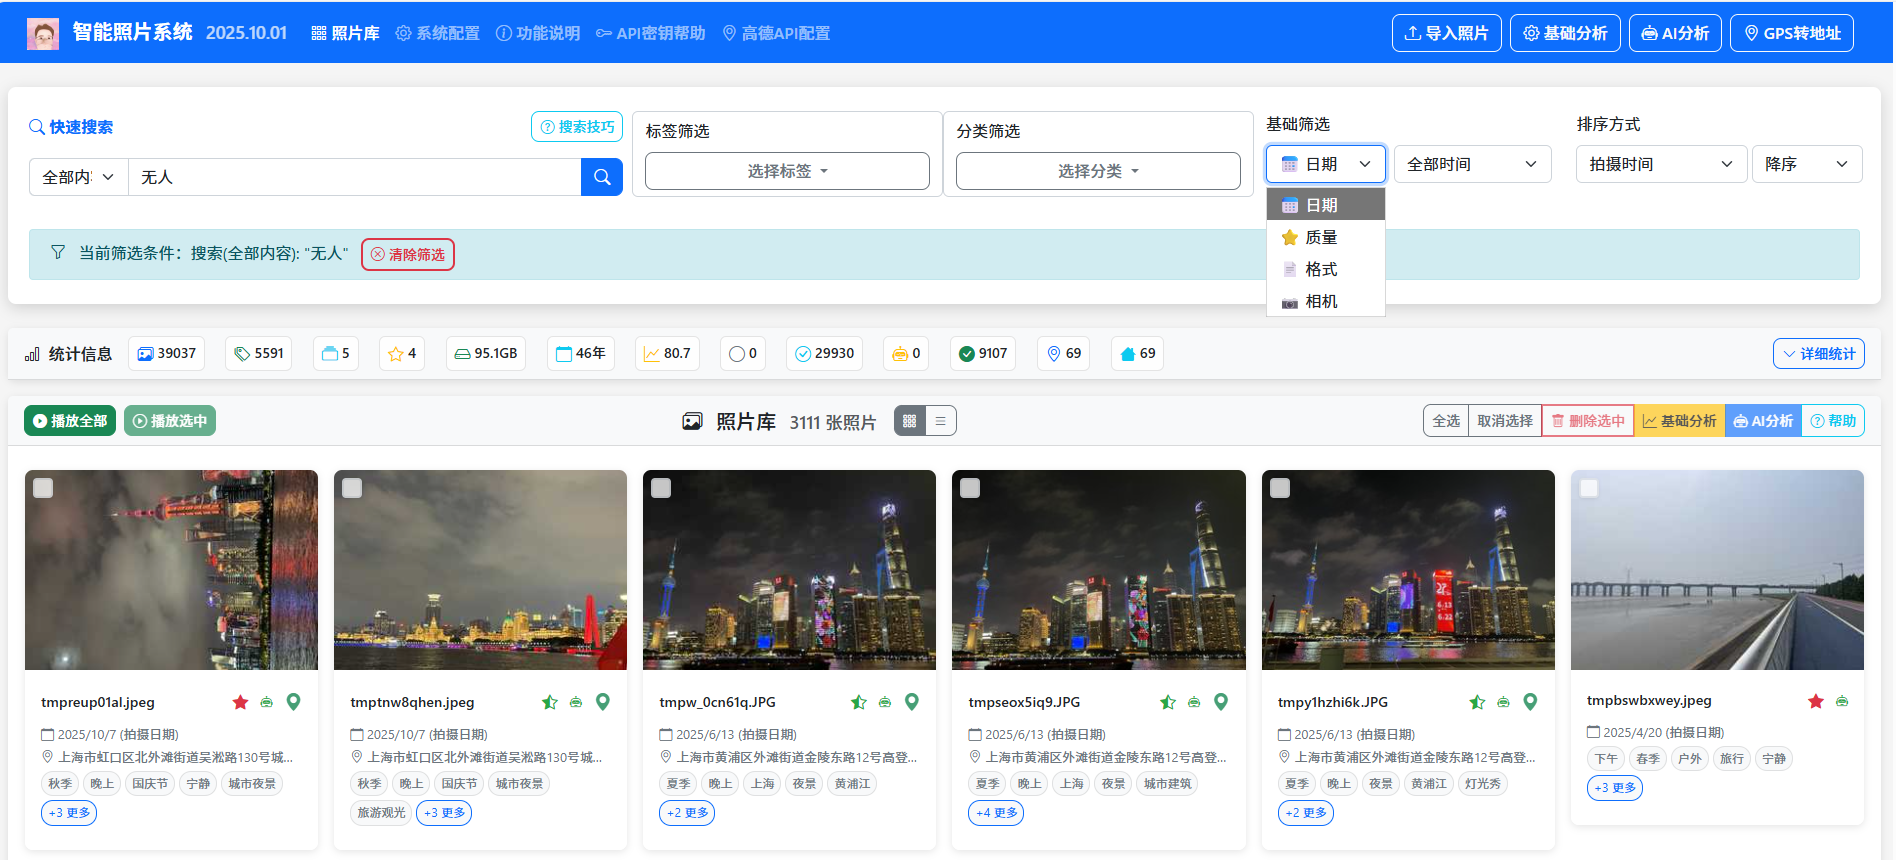 智能照片系统 2025.10.01 照片库 系统配置 功能说明 API密钥帮助 高德API配置 导入照片 基础分析 AI分析 GPS转地址
快速搜索 搜索技巧
全部内 无人
标签筛选
选择标签
分类筛选
选择分类
基础筛选
日期 全部时间
日期
质量
格式
相机
排序方式
拍摄时间 降序
当前筛选条件：搜索(全部内容): "无人" 清除筛选
统计信息 39037 5591 5 4 95.1GB 46年 80.7 0 29930 0 9107 69 69 详细统计
播放全部 播放选中 照片库 3111 张照片 全选 取消选择 删除选中 基础分析 AI分析 帮助
tmpreup01al.jpeg
2025/10/7 (拍摄日期)
上海市虹口区北外滩街道吴淞路130号城...
秋季 晚上 国庆节 宁静 城市夜景
+3 更多
tmptnw8qhen.jpeg
2025/10/7 (拍摄日期)
上海市虹口区北外滩街道吴淞路130号城...
秋季 晚上 国庆节 城市夜景
旅游观光 +3 更多
tmpw_0cn61q.JPG
2025/6/13 (拍摄日期)
上海市黄浦区外滩街道金陵东路12号高登...
夏季 晚上 上海 夜景 黄浦江
+2 更多
tmpseox5iq9.JPG
2025/6/13 (拍摄日期)
上海市黄浦区外滩街道金陵东路12号高登...
夏季 晚上 上海 夜景 城市建筑
+4 更多
6.13
6.22
tmpy1hzhi6k.JPG
2025/6/13 (拍摄日期)
上海市黄浦区外滩街道金陵东路12号高登...
夏季 晚上 夜景 黄浦江 灯光秀
+2 更多
tmpbswbxwey.jpeg
2025/4/20 (拍摄日期)
下午 春季 户外 旅行 宁静
+3 更多